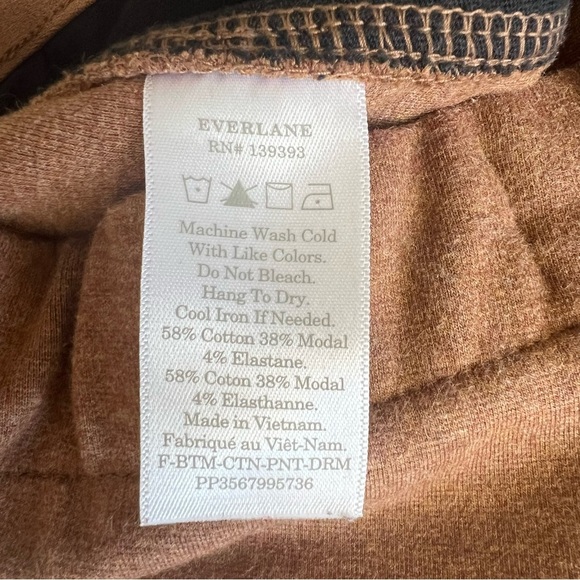 EVERLANE
RN# 139393
Machine Wash Cold
With Like Colors.
Do Not Bleach.
Hang To Dry.
Cool Iron If Needed.
58% Cotton 38% Modal
4% Elastane.
58% Coton 38% Modal
4% Elasthanne.
Made in Vietnam.
Fabriqué au Viêt-Nam.
F-BTM-CTN-PNT-DRM
PP3567995736